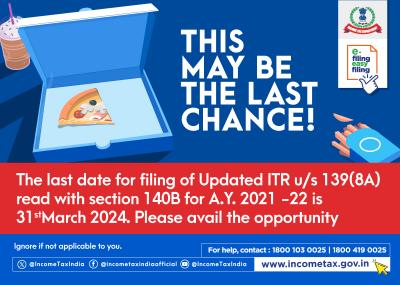 THIS
MAY BE
THE LAST
CHANCE!
e-
filing
easy
filing
The last date for filing of Updated ITR u/s 139(8A)
read with section 140B for A.Y. 2021 -22 is
31stMarch 2024. Please avail the opportunity
Ignore if not applicable to you.
For help, contact : 1800 103 0025 | 1800 419 0025
@IncomeTaxIndia
@incometaxindiaofficial
@IncomeTaxIndia
www.incometax.gov.in